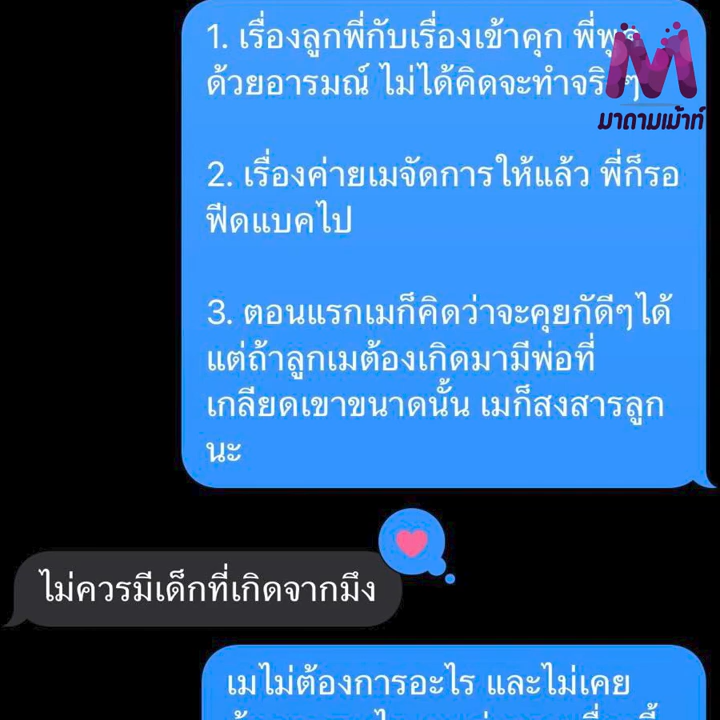 1. เรื่องลูกพี่กับเรื่องเข้าคุก
ด้วยอารมณ์ ไม่ได้คิดจะทำจริงๆ
มาดามเม้าท์
2. เรื่องค่ายเมจัดการให้แล้ว พี่ก็รอ
ฟีดแบคไป
3. ตอนแรกเมก็คิดว่าจะคุยกัดีๆได้
แต่ถ้าลูกเมต้องเกิดมามีพ่อที่
เกลียดเขาขนาดนั้น เมก็สงสารลูก
นะ
ไม่ควรมีเด็กที่เกิดจากมึง
เมไม่ต้องการอะไร และไม่เคย